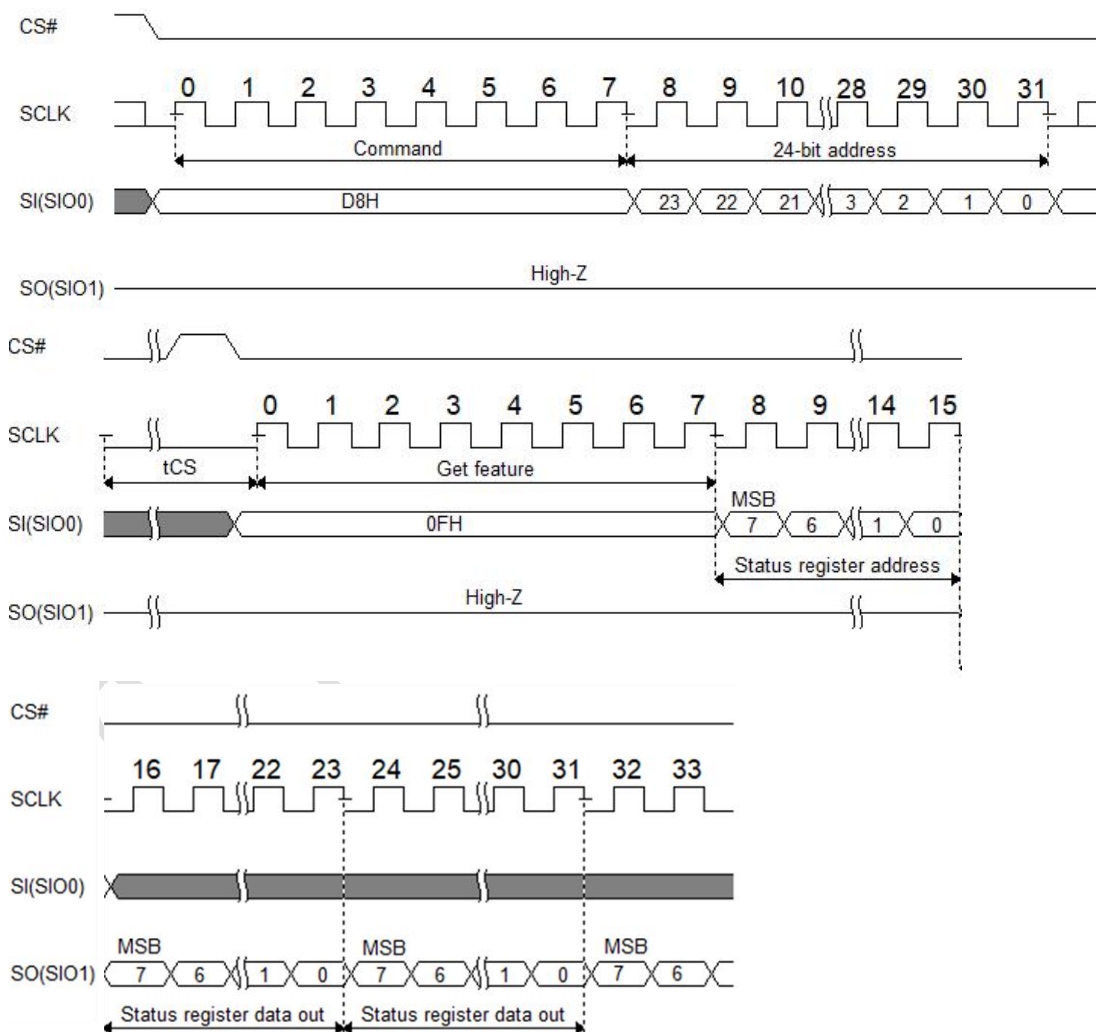 CS#
0 1 2 3 4 5 6 7 8 9 10 28 29 30 31
SCLK
Command 24-bit address
SI(SIO0) D8H 23 22 21 3 2 1 0
High-Z
SO(SIO1)
CS#
0 1 2 3 4 5 6 7 8 9 14 15
SCLK
tCS Get feature
MSB
SI(SIO0) 0FH 7 6 1 0
Status register address
High-Z
SO(SIO1)
CS#
16 17 22 23 24 25 30 31 32 33
SCLK
SI(SIO0)
MSB MSB MSB
SO(SIO1) 7 6 1 0 7 6 1 0 7 6
Status register data out Status register data out